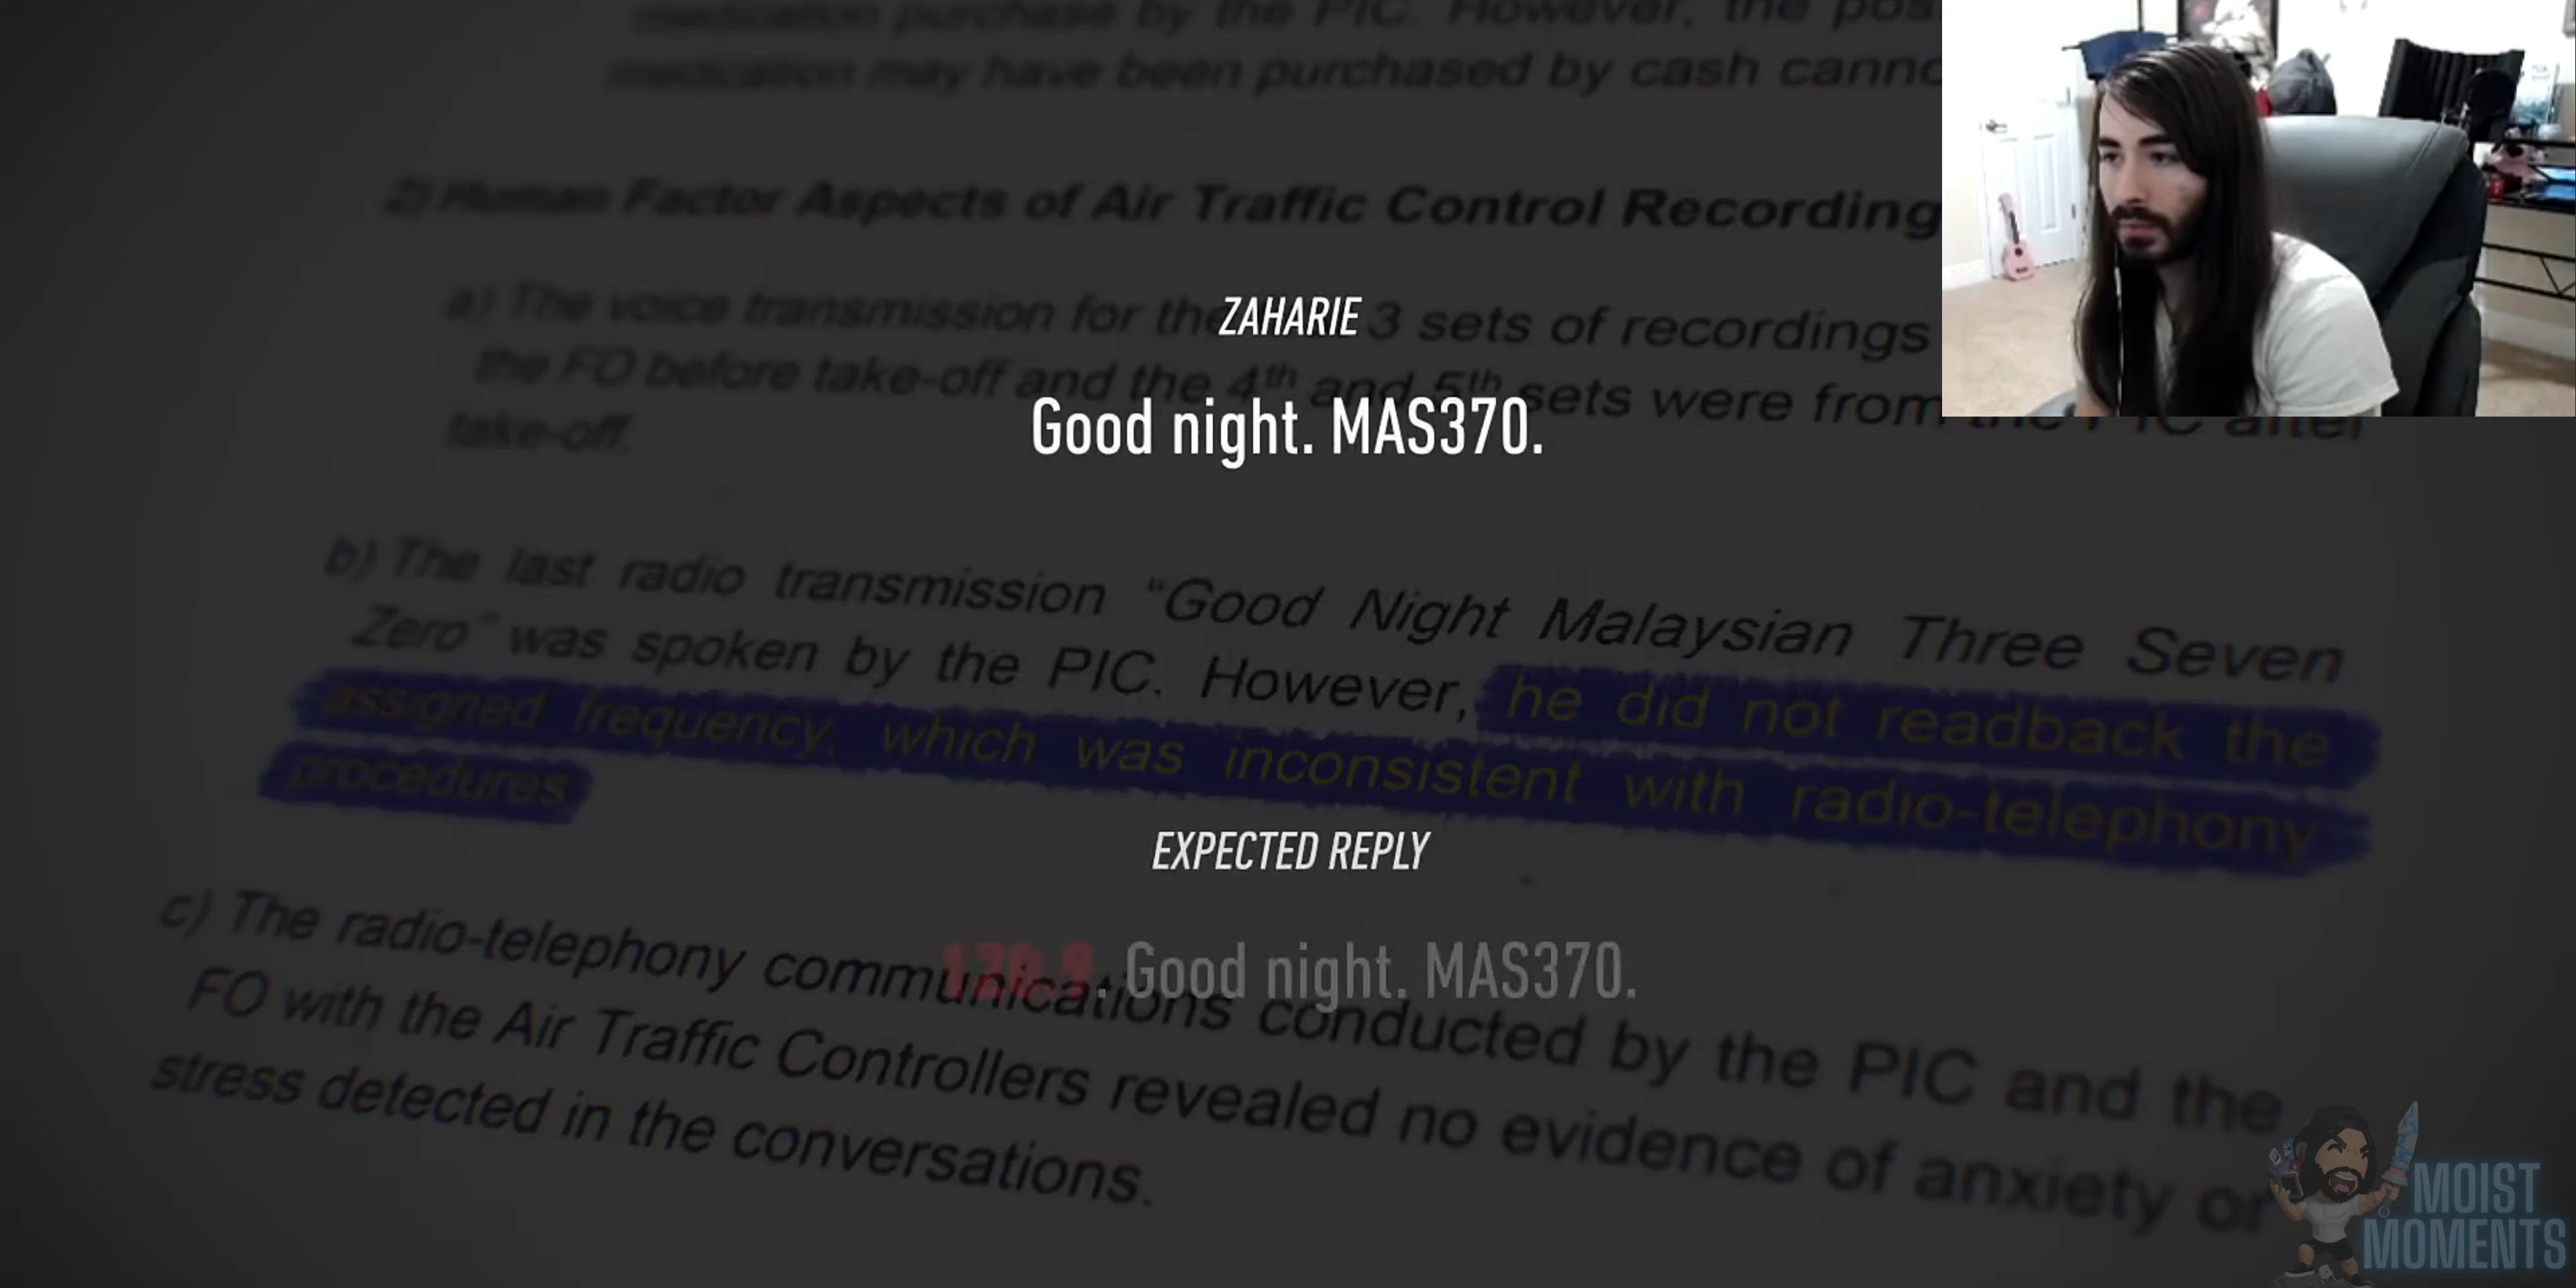 medication purchase by the PIC. However, the pos
medication may have been purchased by cash canno
2) Human Factor Aspects of Air Traffic Control Recording
ZAHARIE
a) The voice transmission for the 3 sets of recordings
the FO before take-off and the 4th and 5th sets were from the PIC after
take-off.
Good night. MAS370.
b) The last radio transmission “Good Night Malaysian Three Seven
Zero” was spoken by the PIC. However, he did not readback the
assigned frequency, which was inconsistent with radio-telephony
procedures
EXPECTED REPLY
120.9. Good night. MAS370.
c) The radio-telephony communications conducted by the PIC and the
FO with the Air Traffic Controllers revealed no evidence of anxiety or
stress detected in the conversations.
MOIST
MOMENTS